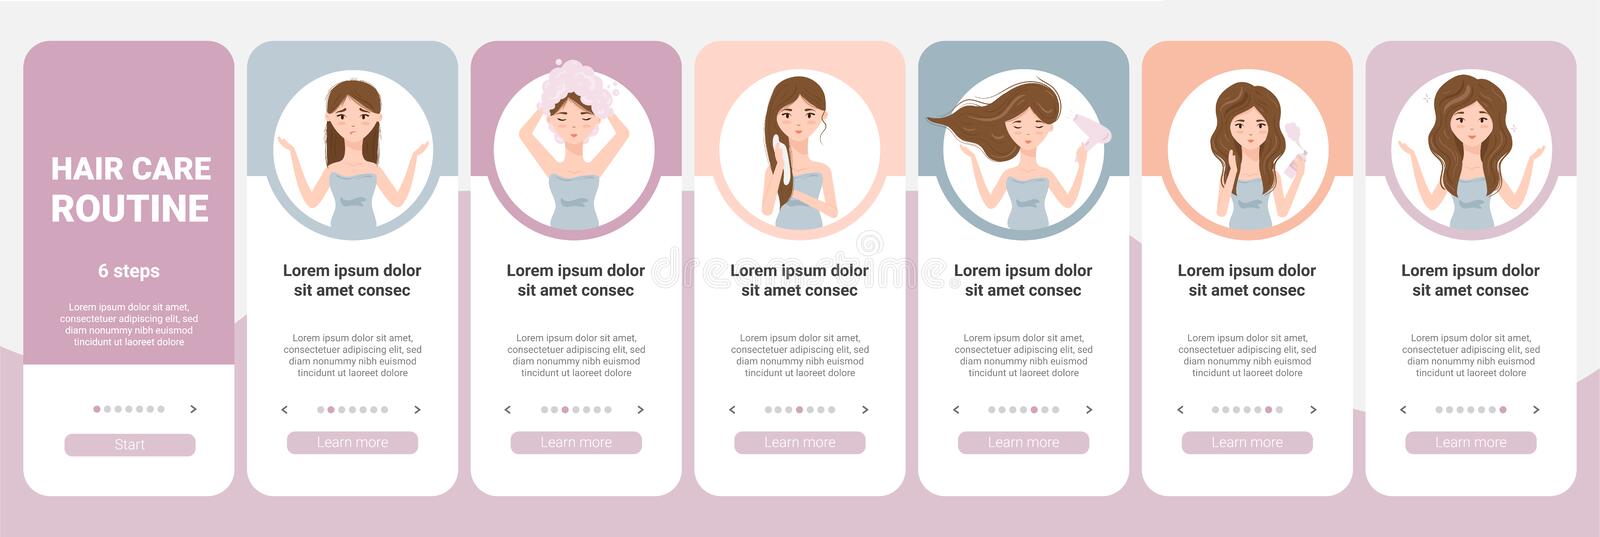 HAIR CARE
ROUTINE
6 steps
Lorem ipsum dolor sit amet,
consectetuer adipiscing elit, sed
diam nonummy nibh euismod
tincidunt ut laoreet dolore
Start
Lorem ipsum dolor
sit amet consec
Lorem ipsum dolor sit amet,
consectetuer adipiscing elit, sed
diam nonummy nibh euismod
tincidunt ut laoreet dolore
Learn more
Lorem ipsum dolor
sit amet consec
Lorem ipsum dolor sit amet,
consectetuer adipiscing elit, sed
diam nonummy nibh euismod
tincidunt ut laoreet dolore
Learn more
Lorem ipsum dolor
sit amet consec
Lorem ipsum dolor sit amet,
consectetuer adipiscing elit, sed
diam nonummy nibh euismod
tincidunt ut laoreet dolore
Learn more
Lorem ipsum dolor
sit amet consec
Lorem ipsum dolor sit amet,
consectetuer adipiscing elit, sed
diam nonummy nibh euismod
tincidunt ut laoreet dolore
Learn more
Lorem ipsum dolor
sit amet consec
Lorem ipsum dolor sit amet,
consectetuer adipiscing elit, sed
diam nonummy nibh euismod
tincidunt ut laoreet dolore
Learn more
Lorem ipsum dolor
sit amet consec
Lorem ipsum dolor sit amet,
consectetuer adipiscing elit, sed
diam nonummy nibh euismod
tincidunt ut laoreet dolore
Learn more
dreamstime